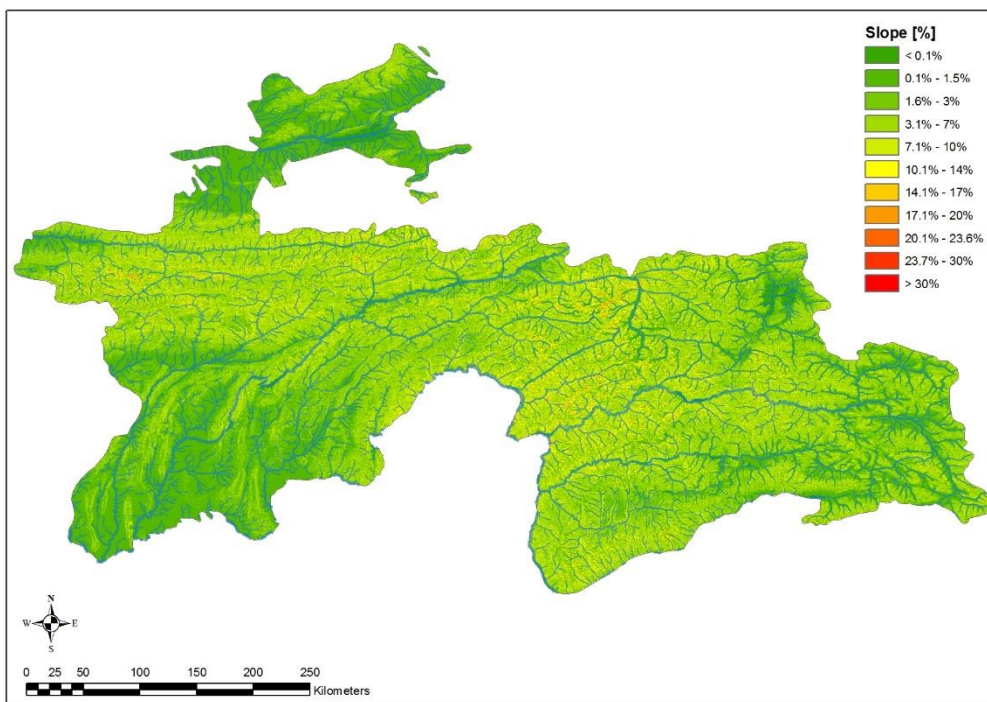 Slope [%]
< 0.1%
0.1% - 1.5%
1.6% - 3%
3.1% - 7%
7.1% - 10%
10.1% - 14%
14.1% - 17%
17.1% - 20%
20.1% - 23.6%
23.7% - 30%
> 30%
N
W E
S
0 25 50 100 150 200 250
Kilometers